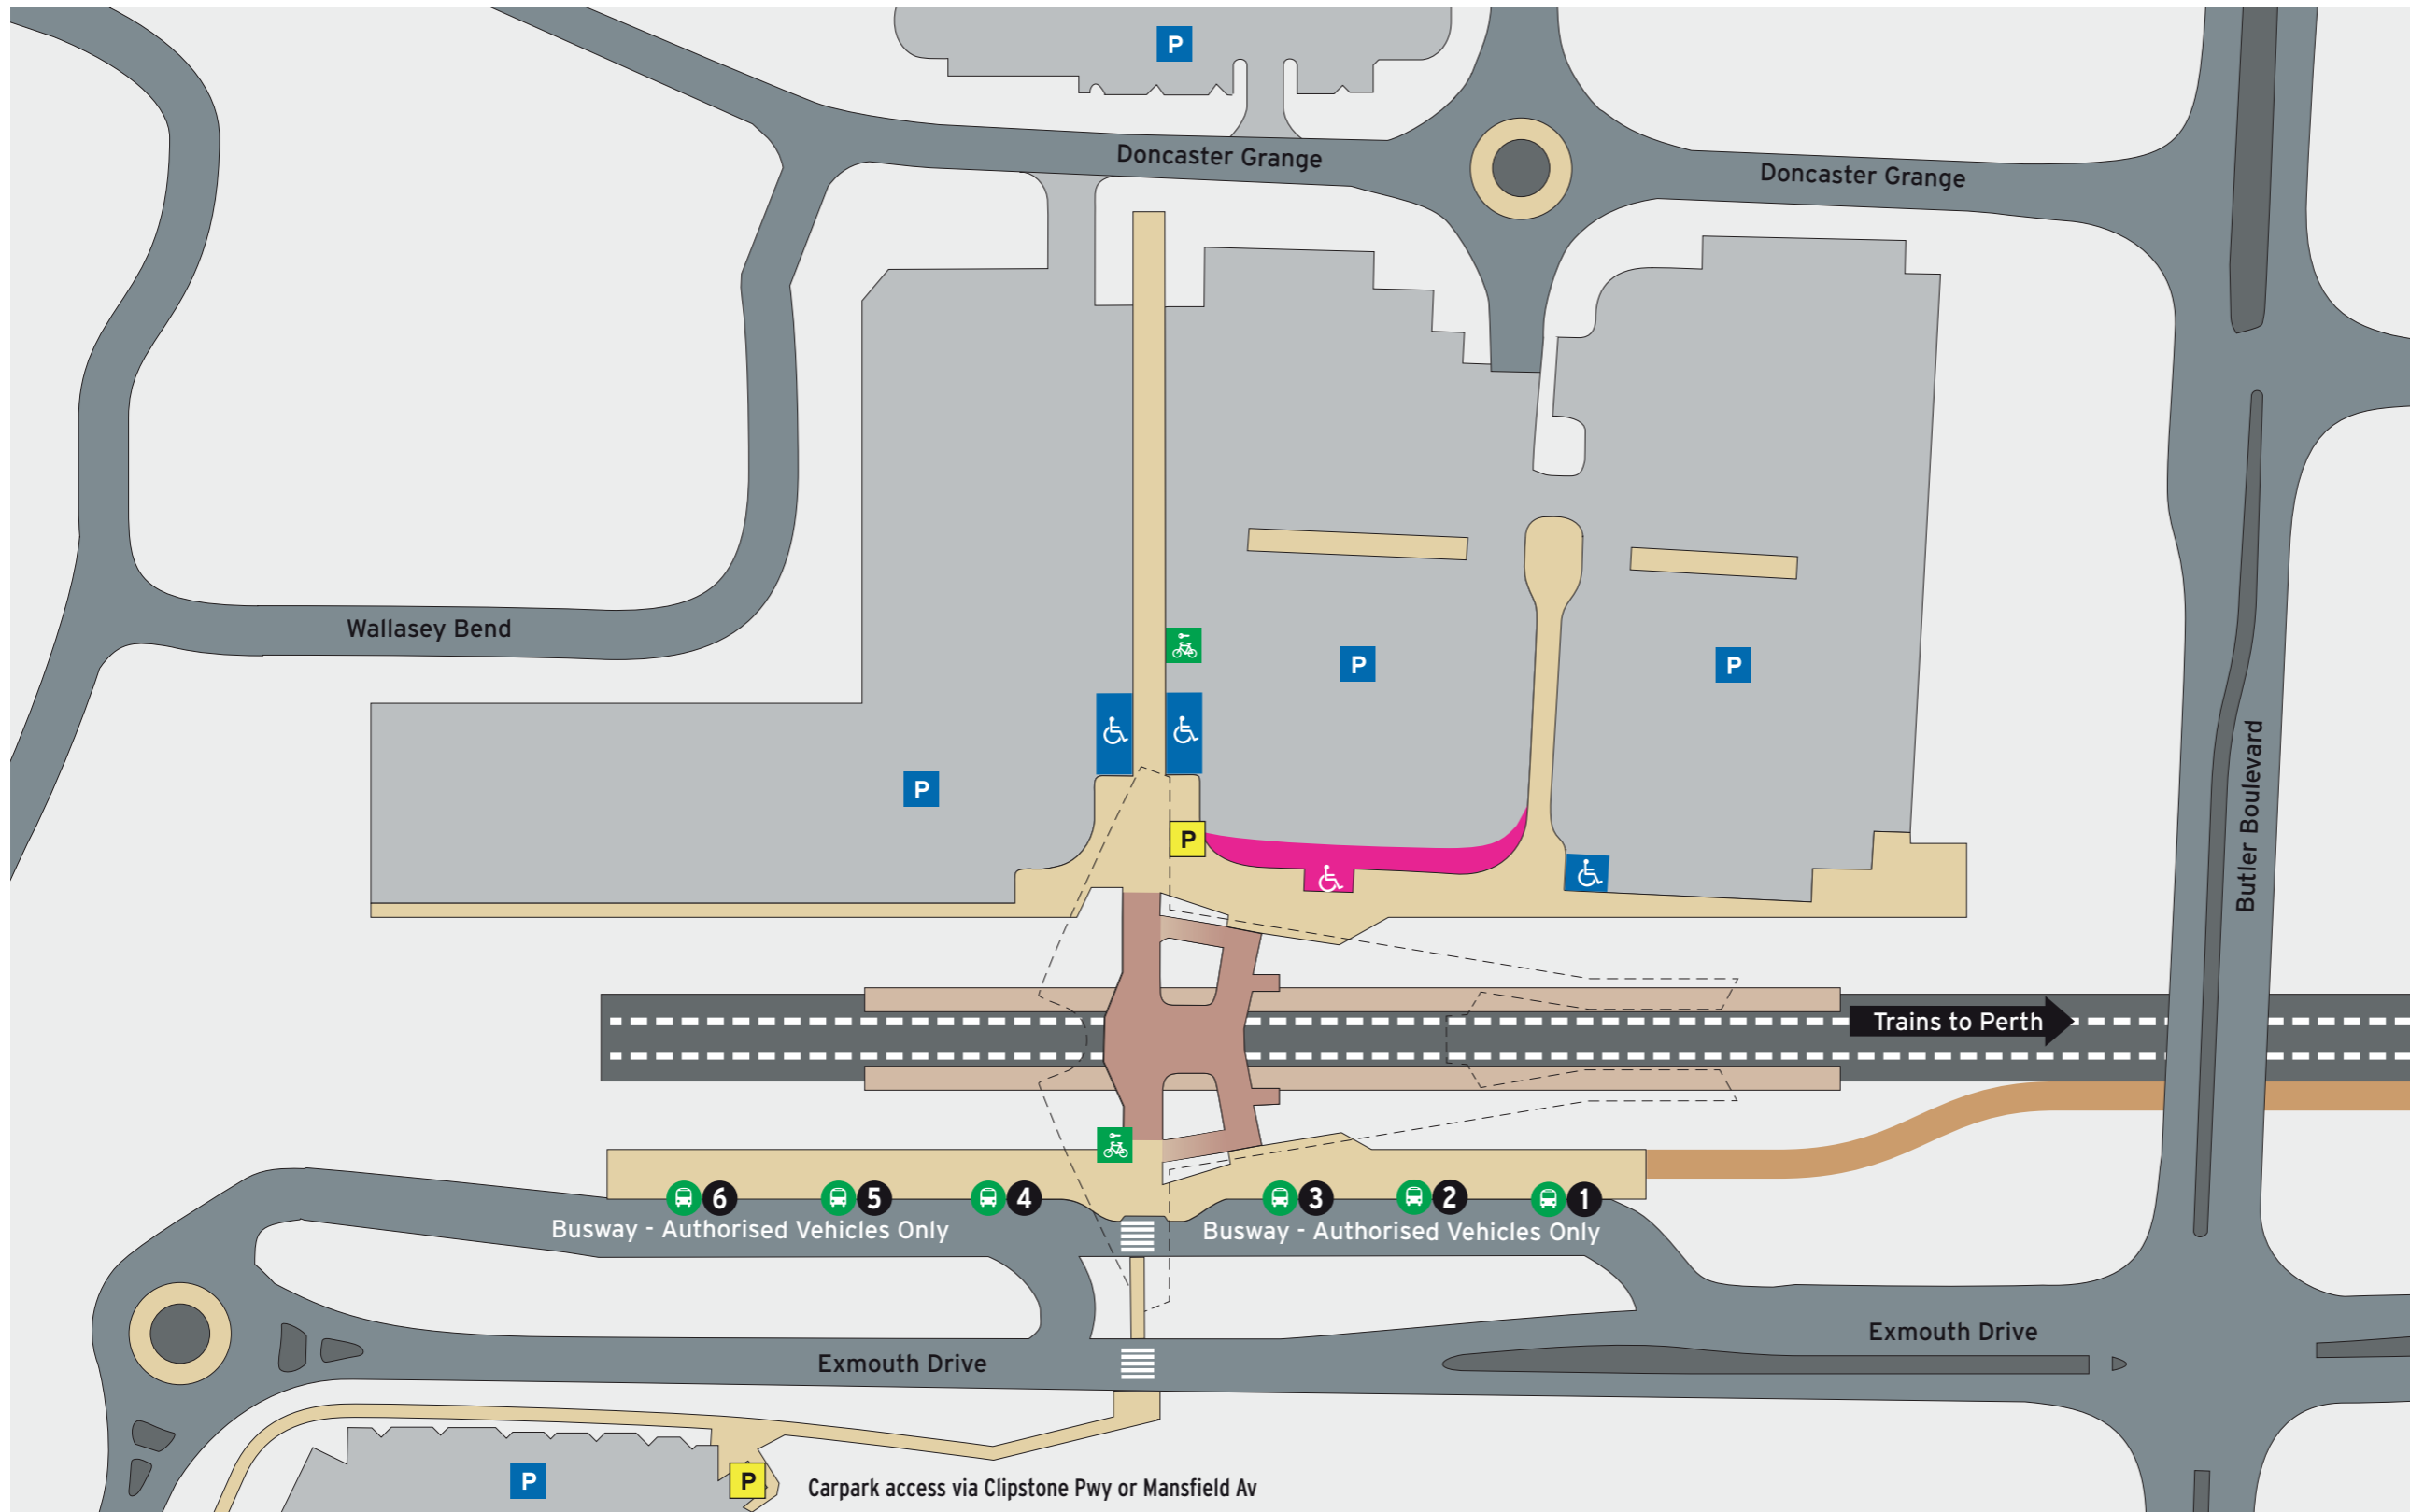 P
Doncaster Grange
Doncaster Grange
Wallasey Bend
P
P
P
P
Butler Boulevard
Trains to Perth
6
5
4
3
2
1
Busway - Authorised Vehicles Only
Busway - Authorised Vehicles Only
Exmouth Drive
Exmouth Drive
P
P
Carpark access via Clipstone Pwy or Mansfield Av